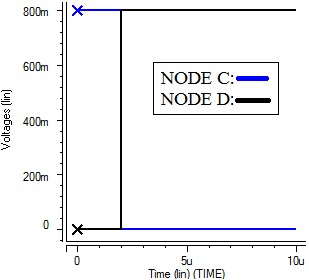 800m
600m
400m
200m
0
Voltages (lin)
NODE C:
NODE D:
0
5u
10u
Time (lin) (TIME)